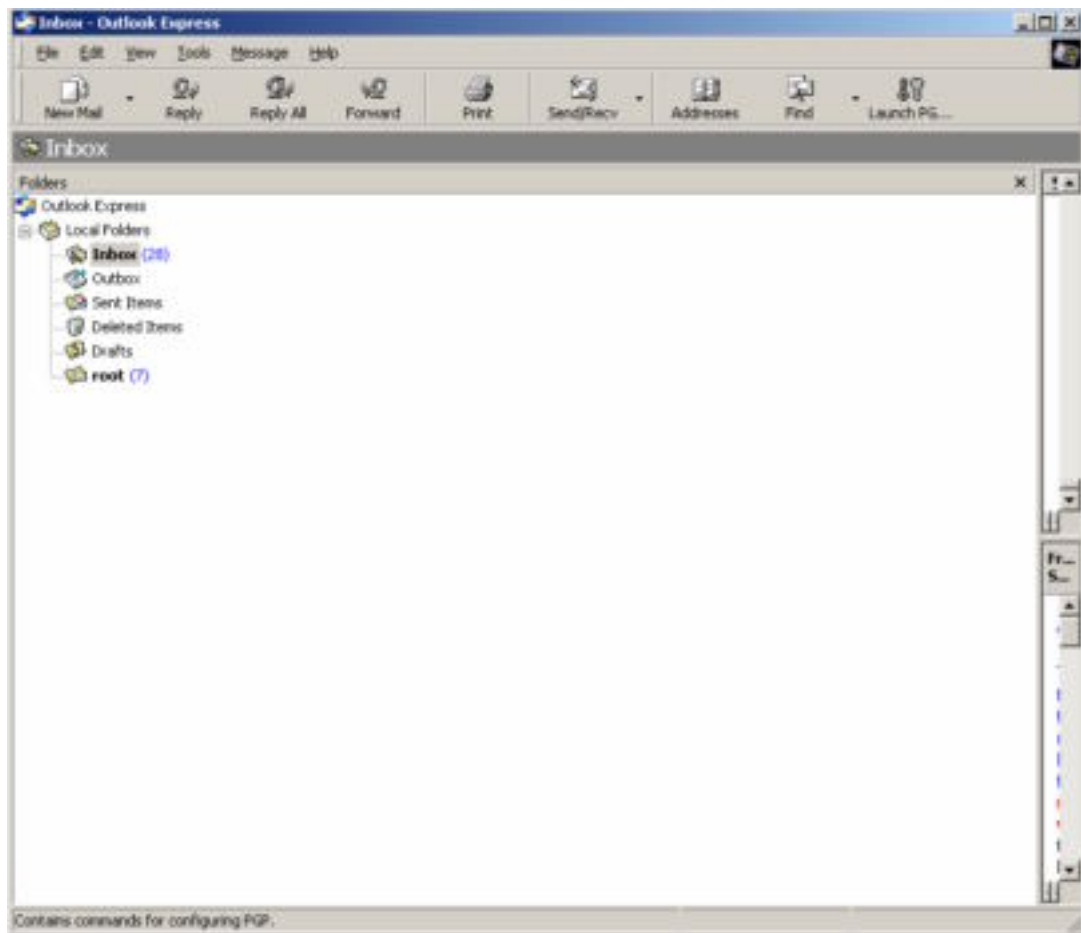 Inbox - Outlook Express
File Edit View Tools Message Help
New Mail Reply Reply All Forward Print Send/Recv Addresses Find Launch PG...
Inbox
Folders
Outlook Express
Local Folders
Inbox (28)
Outbox
Sent Items
Deleted Items
Drafts
root (7)
Fr...
S...
Contains commands for configuring PGP.